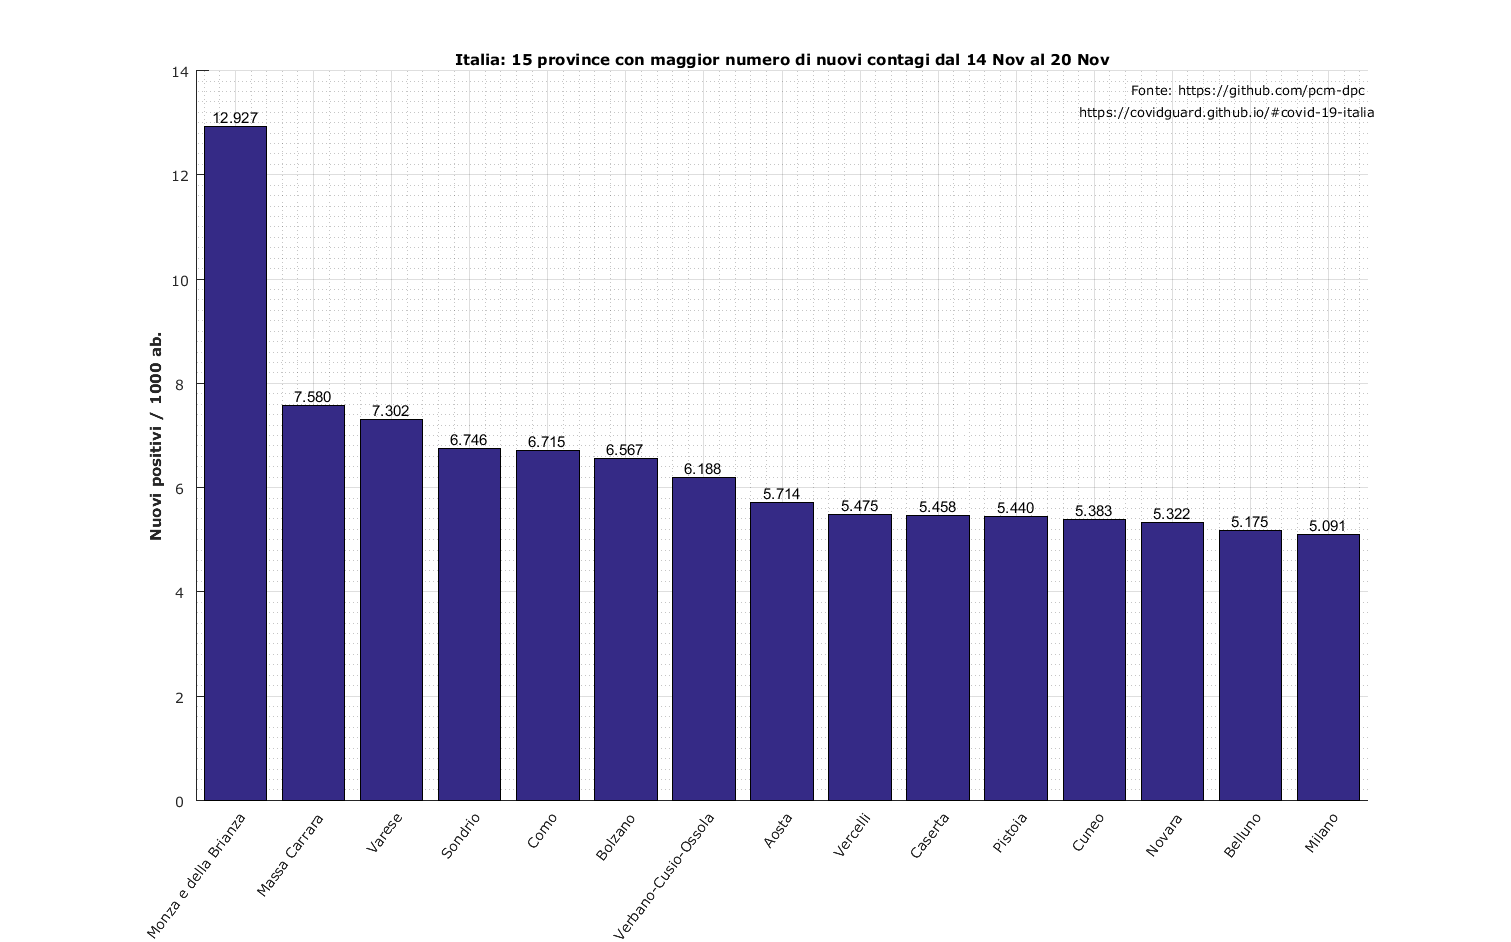 Italia: 15 province con maggior numero di nuovi contagi dal 14 Nov al 20 Nov
Fonte: https://github.com/pcm-dpc
https://covidguard.github.io/#covid-19-italia
Nuovi positivi / 1000 ab.
14
12
10
8
6
4
2
0
12.927
7.580
7.302
6.746
6.715
6.567
6.188
5.714
5.475
5.458
5.440
5.383
5.322
5.175
5.091
Monza e della Brianza
Massa Carrara
Varese
Sondrio
Como
Bolzano
Verbano-Cusio-Ossola
Aosta
Vercelli
Caserta
Pistoia
Cuneo
Novara
Belluno
Milano